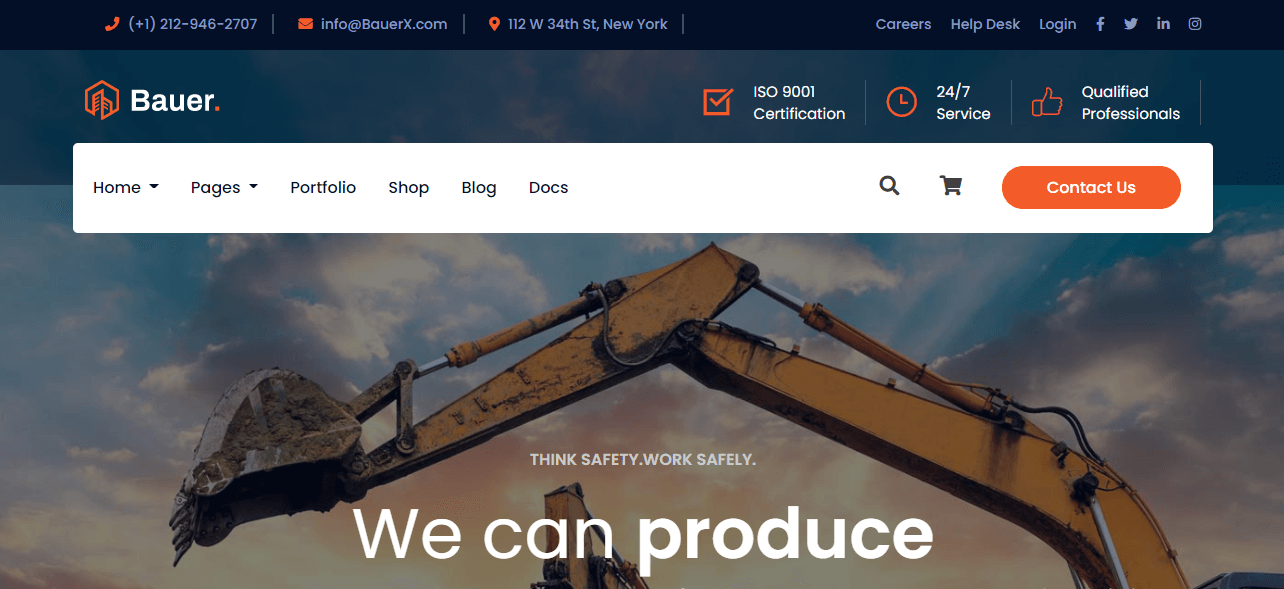 (+1) 212-946-2707 info@BauerX.com 112 W 34th St, New York Careers Help Desk Login
Bauer.
ISO 9001
Certification
24/7
Service
Qualified
Professionals
Home Pages Portfolio Shop Blog Docs Contact Us
THINK SAFETY.WORK SAFELY.
We can produce